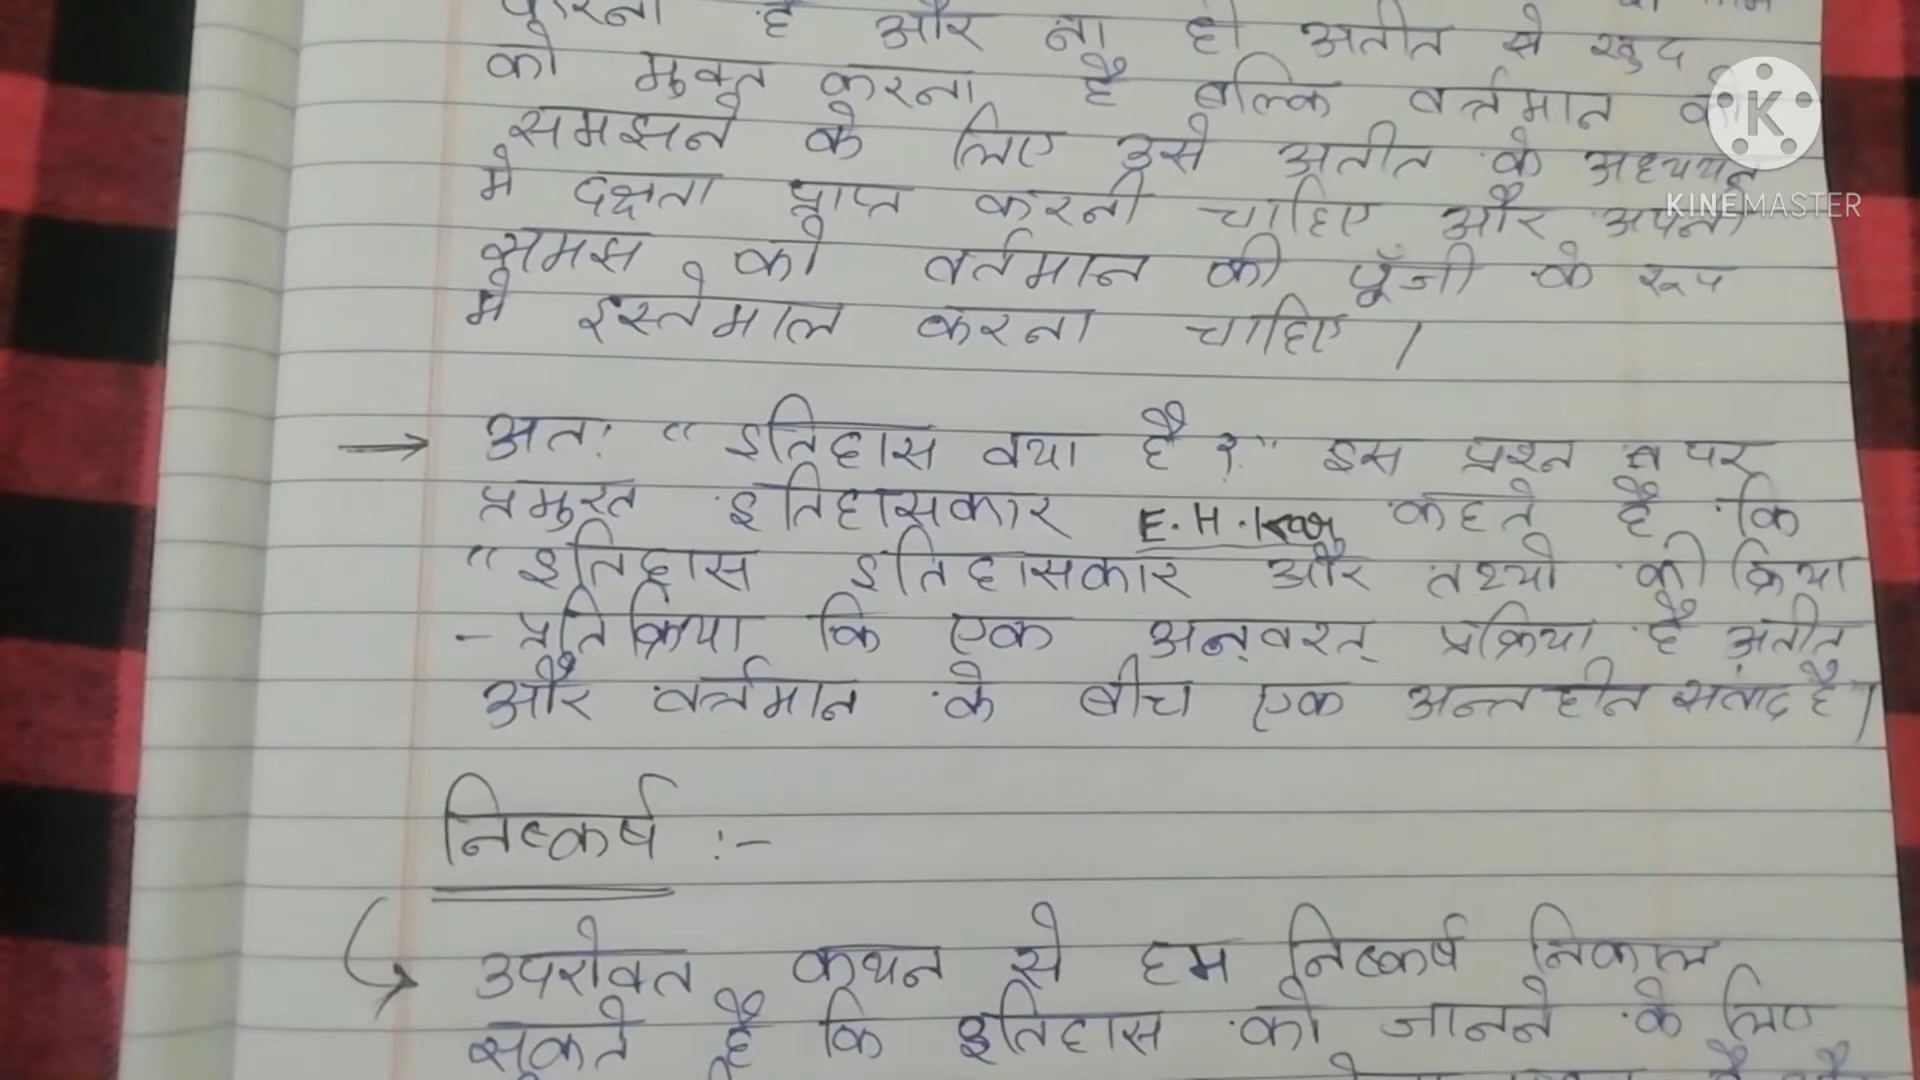 है और ना ही अतीत से खुद
को मुक्त करना है बल्कि वर्तमान को
समझने के लिए उसे अतीत के अध्ययन
मे दक्षता प्राप्त करनी चाहिए और अपनी
समझ को वर्तमान की पूँजी के रूप
मे इस्तेमाल करना चाहिए ।
KINEMASTER
→ अत: "इतिहास क्या है ?" इस प्रश्न पर
प्रमुख इतिहासकार E.H. कहते है कि
"इतिहास इतिहासकार और तथ्यो की क्रिया
- प्रतिक्रिया कि एक अनवरत् प्रक्रिया है अतीत
और वर्तमान के बीच एक अन्तहीन संवाद है।
निष्कर्ष :-
उपरोक्त कथन से हम निष्कर्ष निकाल
सकते है कि इतिहास को जानने के लिए